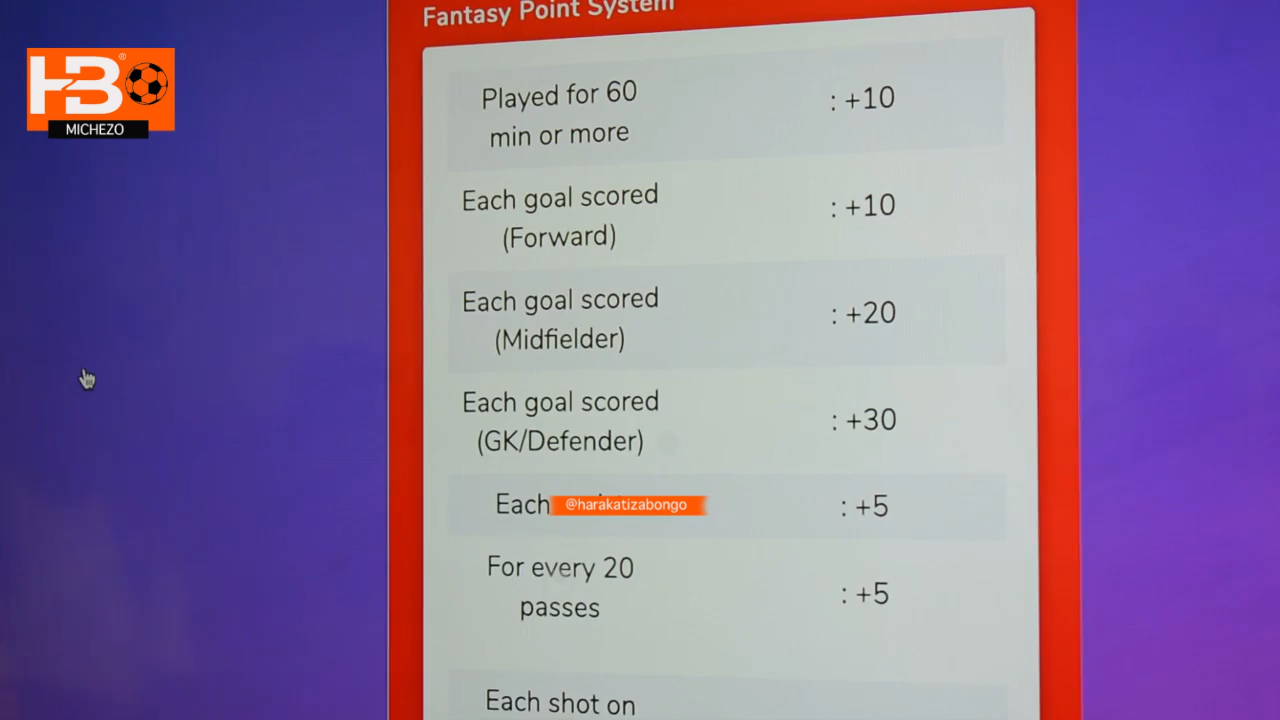 Fantasy Point System
HB®
MICHEZO
Played for 60
min or more
: +10
Each goal scored
(Forward)
: +10
Each goal scored
(Midfielder)
: +20
Each goal scored
(GK/Defender)
: +30
Each
@harakatizabongo
: +5
For every 20
passes
: +5
Each shot on